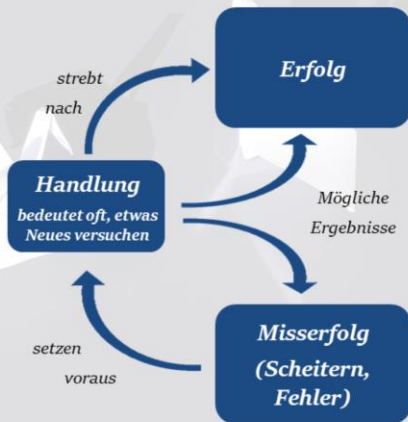 strebt
nach
Erfolg
Handlung
bedeutet oft, etwas
Neues versuchen
Mögliche
Ergebnisse
setzen
voraus
Misserfolg
(Scheitern,
Fehler)